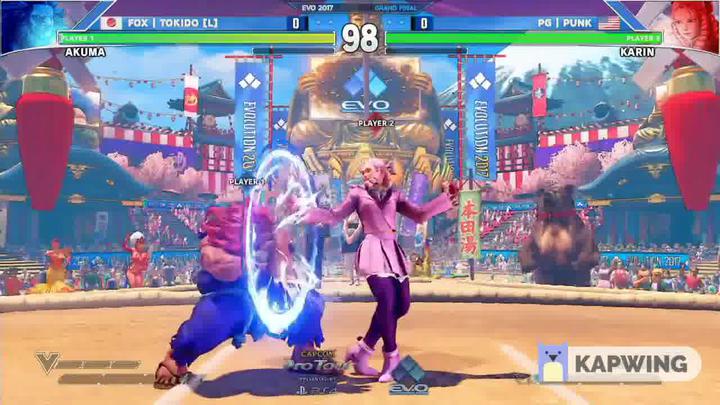 EVO 2017
GRAND FINAL
FOX | TOKIDO [L]
0
0
PG | PUNK
PLAYER 1
98
PLAYER 2
AKUMA
KARIN
EVO
PLAYER 2
EVOLUTION 2017
EVOLUTION 2017
PLAYER 1
本田湯
CAPCOM
Pro Tour
PS4
EVO
V
KAPWING